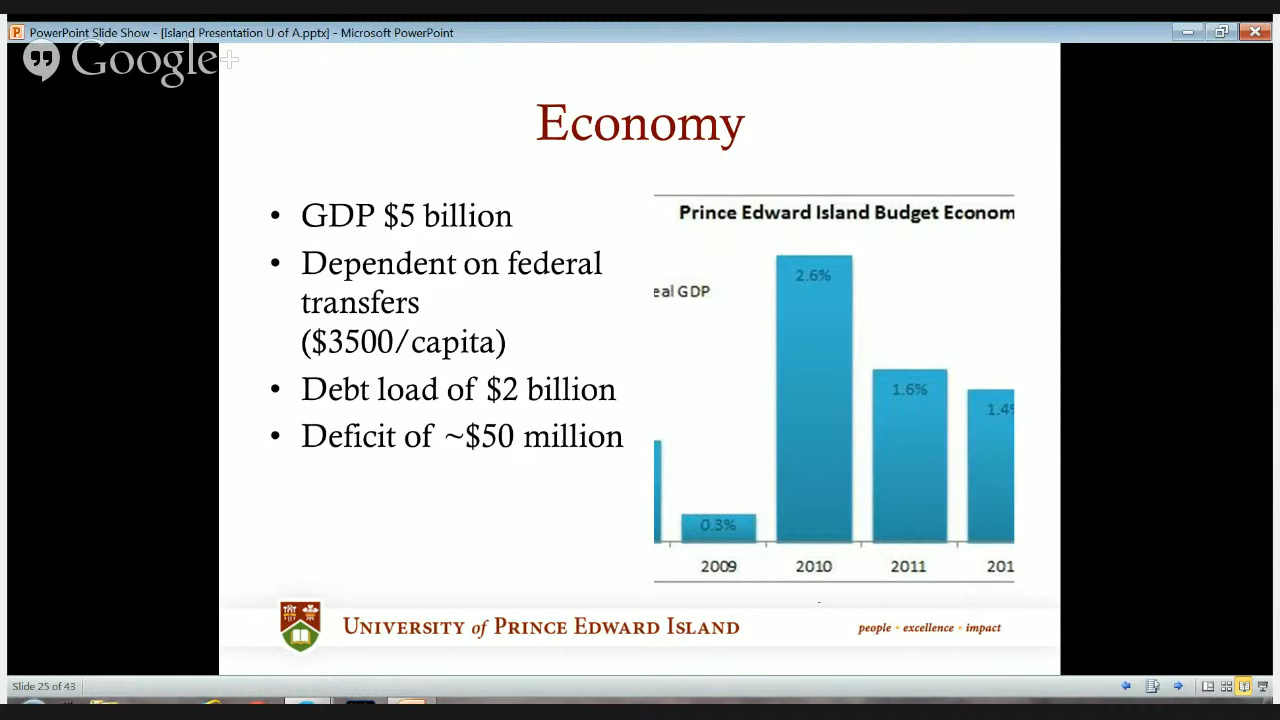 PowerPoint Slide Show - [Island Presentation U of A.pptx] - Microsoft PowerPoint
Google+
Economy
• GDP $5 billion
• Dependent on federal
transfers
($3500/capita)
• Debt load of $2 billion
• Deficit of ~$50 million
Prince Edward Island Budget Econom
eal GDP
2.6%
1.6%
1.4%
0.3%
2009
2010
2011
201
UNIVERSITY of PRINCE EDWARD ISLAND
people • excellence • impact
Slide 25 of 43